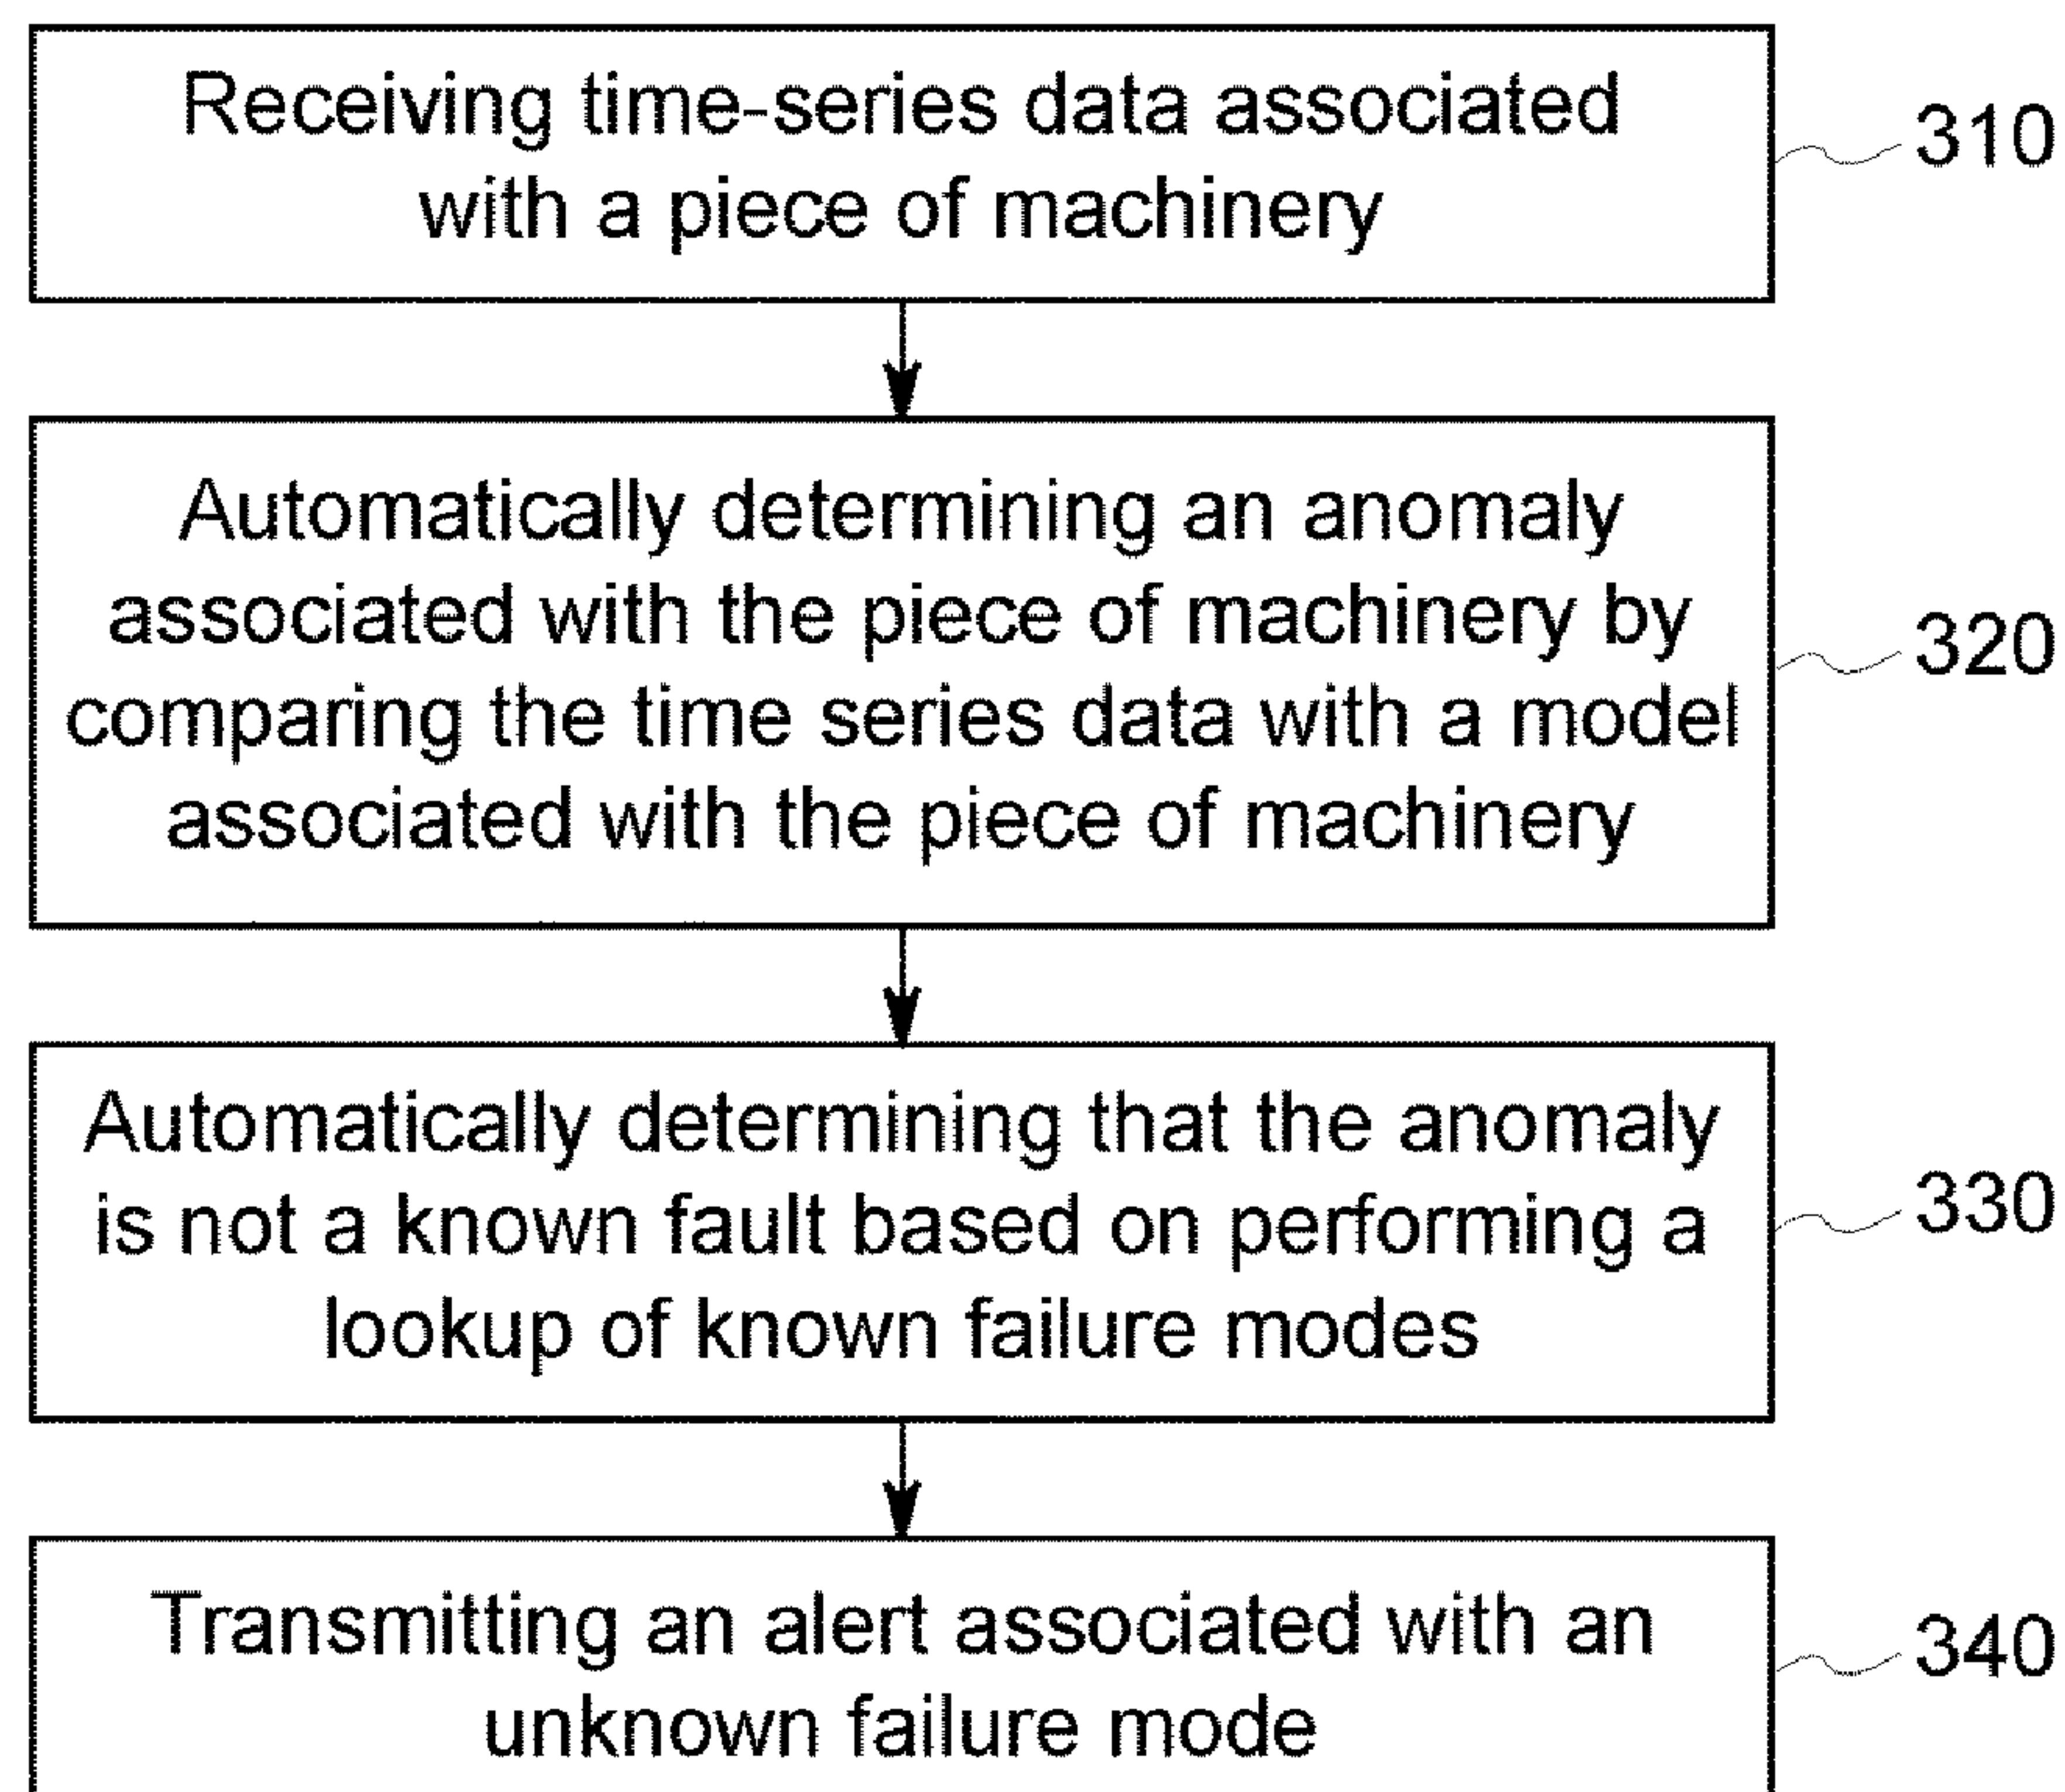 Receiving time-series data associated
with a piece of machinery
310
Automatically determining an anomaly
associated with the piece of machinery by
comparing the time series data with a model
associated with the piece of machinery
320
Automatically determining that the anomaly
is not a known fault based on performing a
lookup of known failure modes
330
Transmitting an alert associated with an
unknown failure mode
340